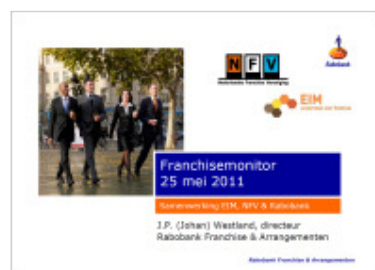 NFV
Nederlandse Franchise Vereniging
Rabobank
EIM
Franchisemonitor
25 mei 2011
Samenwerking EIM, NFV & Rabobank
J.P. (Johan) Westland, directeur
Rabobank Franchise & Arrangementen
Rabobank Franchise & Arrangementen